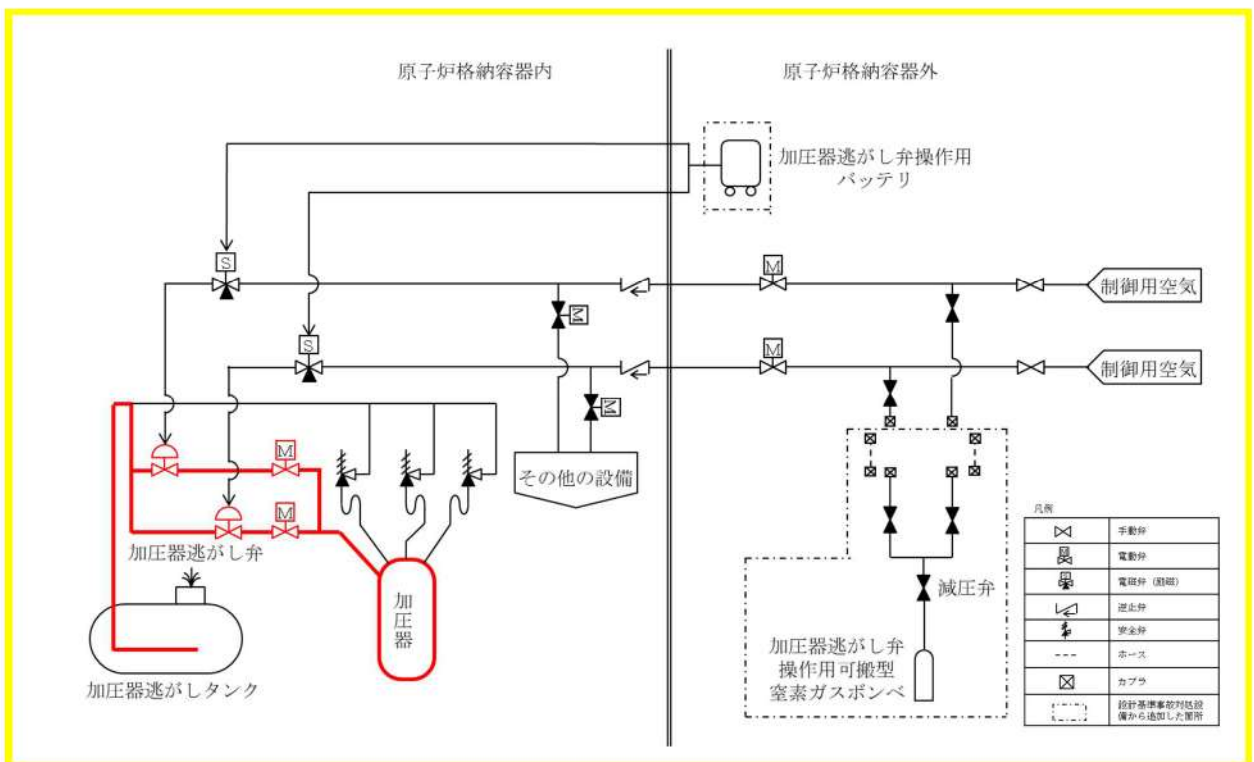 原子炉格納容器内
原子炉格納容器外
加圧器逃がし弁操作用
バッテリ
S
M
制御用空気
M
S
M
制御用空気
M
M
M
その他の設備
加圧器逃がし弁
加圧器
減圧弁
加圧器逃がし弁
操作用可搬型
窒素ガスボンベ
加圧器逃がしタンク
凡例
手動弁
電動弁
電磁弁（励磁）
逆止弁
安全弁
ホース
カプラ
設計基準事故対処設
備から追加した箇所